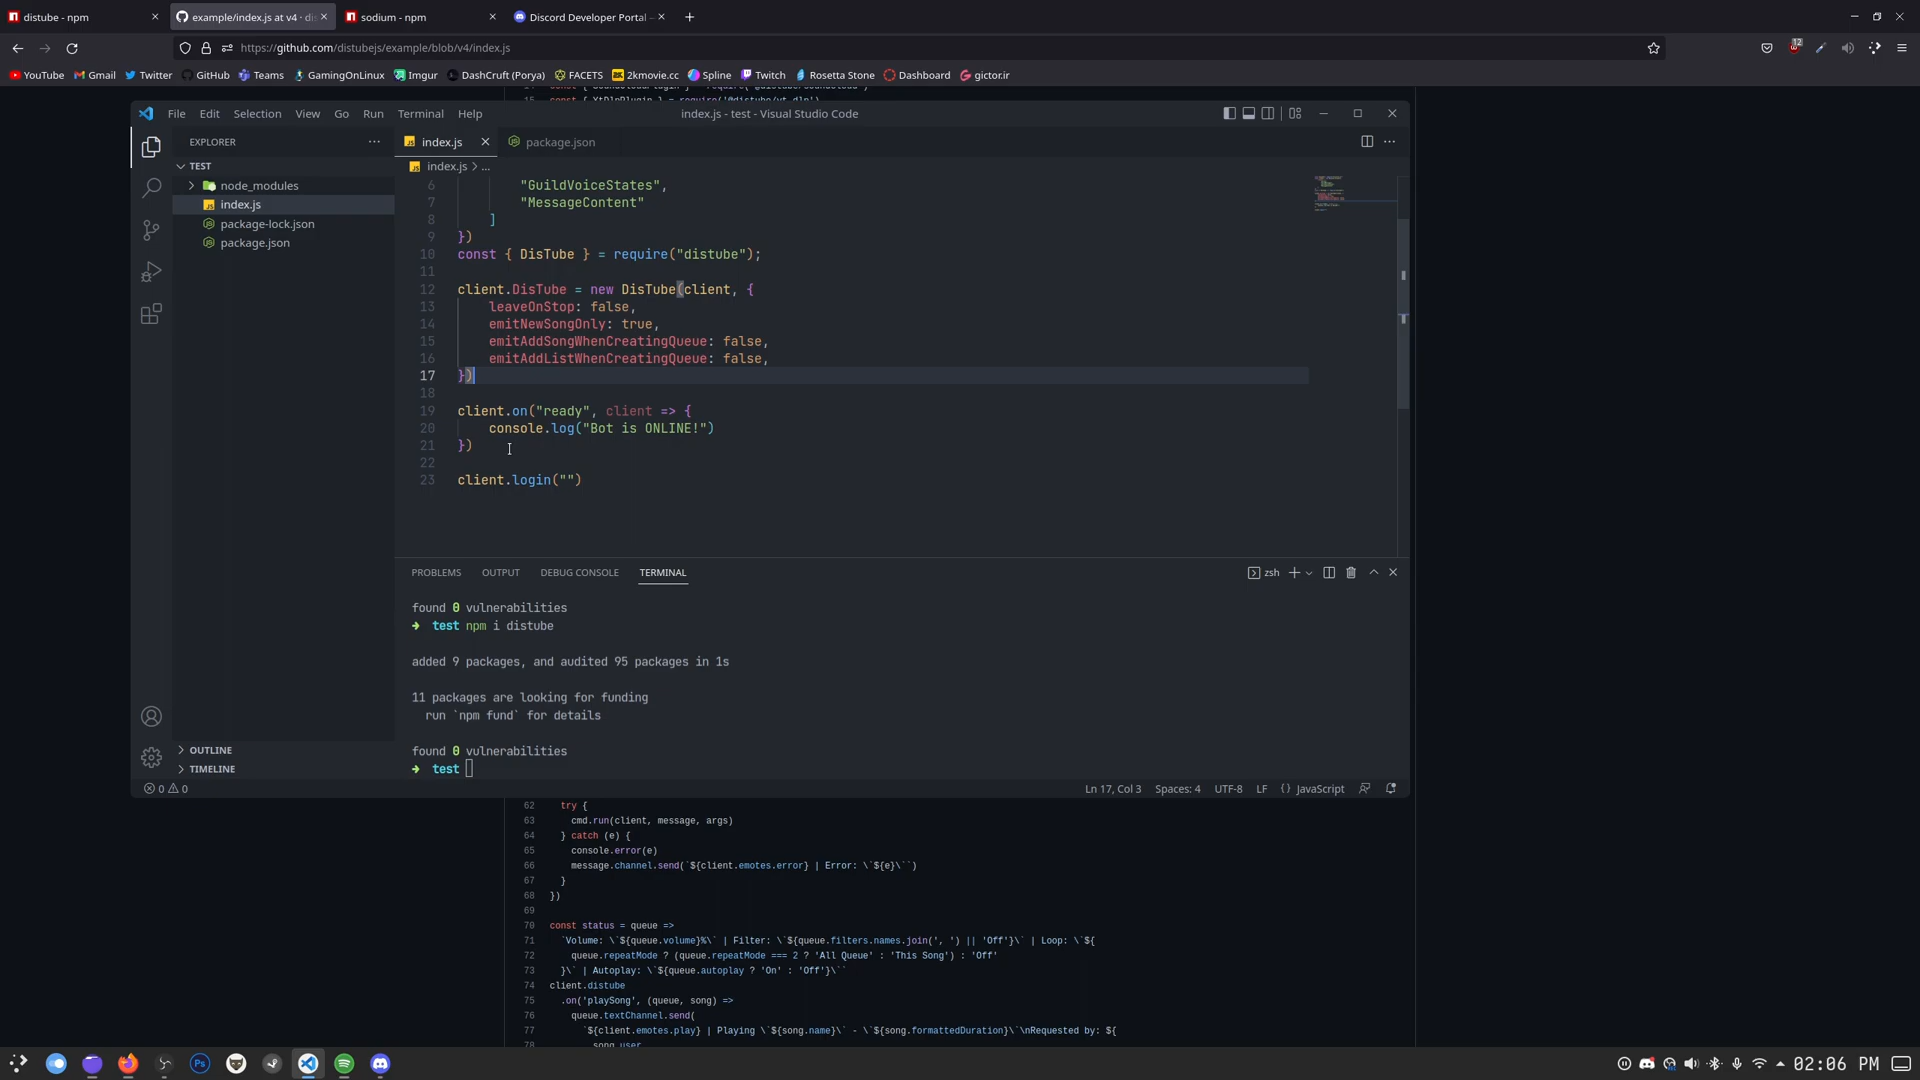 distube - npm
example/index.js at v4 · dis
sodium - npm
Discord Developer Portal —
https://github.com/distubejs/example/blob/v4/index.js
12
YouTube
Gmail
Twitter
GitHub
Teams
GamingOnLinux
Imgur
DashCruft (Porya)
FACETS
2kmovie.cc
Spline
Twitch
Rosetta Stone
Dashboard
gictor.ir
15 const { YtDlpPlugin } = require('@distube/yt-dlp')
File Edit Selection View Go Run Terminal Help
index.js - test - Visual Studio Code
EXPLORER
index.js
package.json
TEST
index.js > ...
node_modules
index.js
package-lock.json
package.json
6 "GuildVoiceStates",
7 "MessageContent"
8 ]
9 })
10 const { DisTube } = require("distube");
11
12 client.DisTube = new DisTube(client, {
13 leaveOnStop: false,
14 emitNewSongOnly: true,
15 emitAddSongWhenCreatingQueue: false,
16 emitAddListWhenCreatingQueue: false,
17 })
18
19 client.on("ready", client => {
20 console.log("Bot is ONLINE!")
21 })
22
23 client.login("")
PROBLEMS OUTPUT DEBUG CONSOLE TERMINAL
zsh
found 0 vulnerabilities
➜ test npm i distube
added 9 packages, and audited 95 packages in 1s
11 packages are looking for funding
run `npm fund` for details
found 0 vulnerabilities
➜ test
OUTLINE
TIMELINE
0 0
Ln 17, Col 3
Spaces: 4
UTF-8
LF
{} JavaScript
62 try {
63 cmd.run(client, message, args)
64 } catch (e) {
65 console.error(e)
66 message.channel.send(`${client.emotes.error} | Error: \`${e}\``)
67 }
68 })
69
70 const status = queue =>
71 `Volume: \`${queue.volume}%\` | Filter: \`${queue.filters.names.join(', ') || 'Off'}\` | Loop: \`${
72 queue.repeatMode ? (queue.repeatMode === 2 ? 'All Queue' : 'This Song') : 'Off'
73 }\` | Autoplay: \`${queue.autoplay ? 'On' : 'Off'}\``
74 client.distube
75 .on('playSong', (queue, song) =>
76 queue.textChannel.send(
77 `${client.emotes.play} | Playing \`${song.name}\` - \`${song.formattedDuration}\`\nRequested by: ${
78 song.user
Ps
02:06 PM